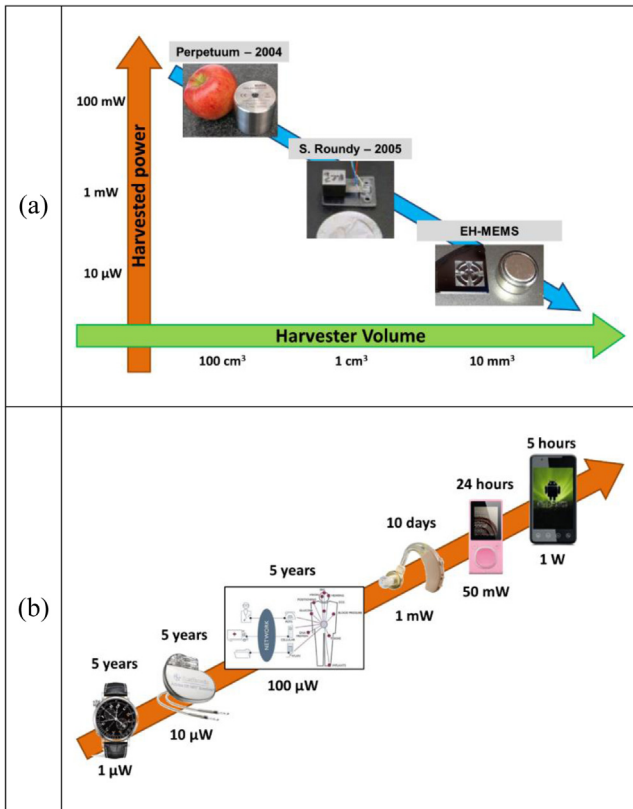 (a)
Perpetuum – 2004
100 mW
S. Roundy – 2005
1 mW
Harvested power
EH-MEMS
10 µW
Harvester Volume
100 cm³
1 cm³
10 mm³
(b)
5 hours
24 hours
10 days
1 W
5 years
50 mW
1 mW
5 years
NETWORK
5 years
100 µW
10 µW
1 µW